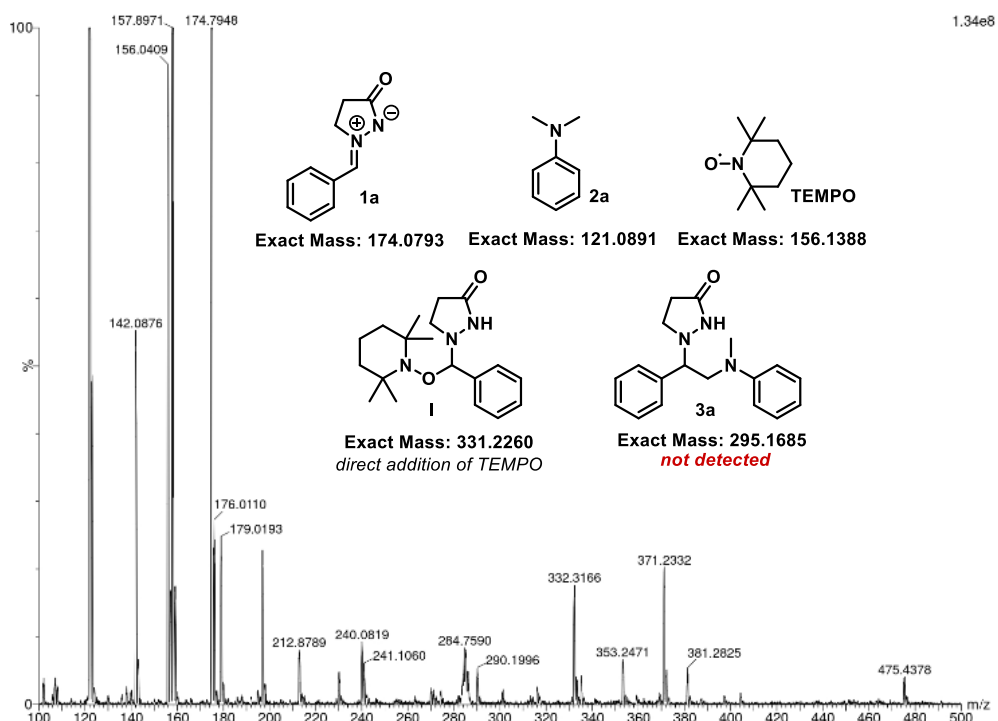 157.8971 174.7948
1.34e8
100
156.0409
O
N
N
⊕
⊖
1a
Exact Mass: 174.0793
N
2a
Exact Mass: 121.0891
O
N
TEMPO
Exact Mass: 156.1388
142.0876
%
O
NH
N
N
O
I
Exact Mass: 331.2260
direct addition of TEMPO
O
NH
N
N
3a
Exact Mass: 295.1685
not detected
176.0110
179.0193
212.8789
240.0819
241.1060
284.7590
290.1996
332.3166
353.2471
371.2332
381.2825
475.4378
0
100 120 140 160 180 200 220 240 260 280 300 320 340 360 380 400 420 440 460 480 500 m/z